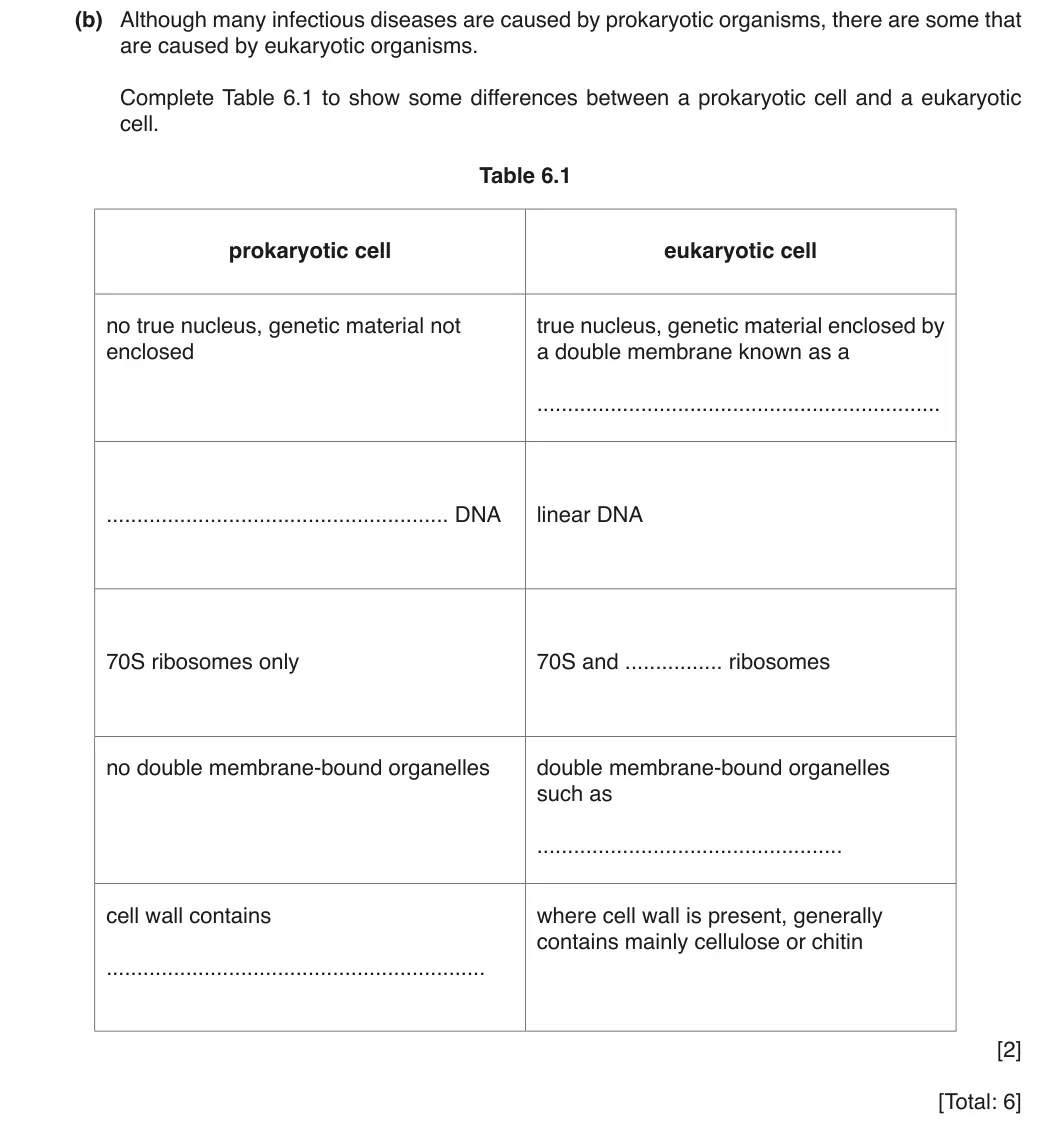 (b) Although many infectious diseases are caused by prokaryotic organisms, there are some that
are caused by eukaryotic organisms.
Complete Table 6.1 to show some differences between a prokaryotic cell and a eukaryotic
cell.
Table 6.1
prokaryotic cell
eukaryotic cell
no true nucleus, genetic material not
enclosed
true nucleus, genetic material enclosed by
a double membrane known as a
..................................................................
........................................................ DNA
linear DNA
70S ribosomes only
70S and ................ ribosomes
no double membrane-bound organelles
double membrane-bound organelles
such as
..................................................
cell wall contains
..............................................................
where cell wall is present, generally
contains mainly cellulose or chitin
[2]
[Total: 6]